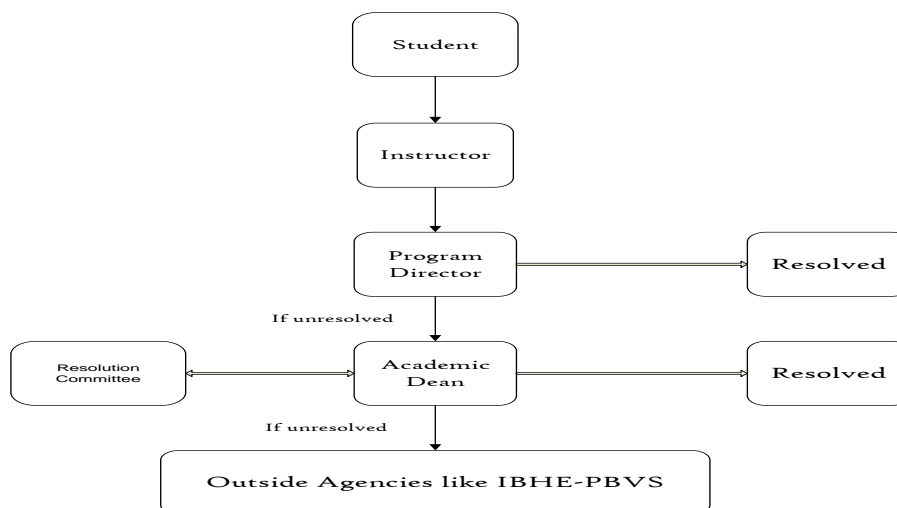 Student
Instructor
Program
Director
Resolved
If unresolved
Resolution
Committee
Academic
Dean
Resolved
If unresolved
Outside Agencies like IBHE-PBVS